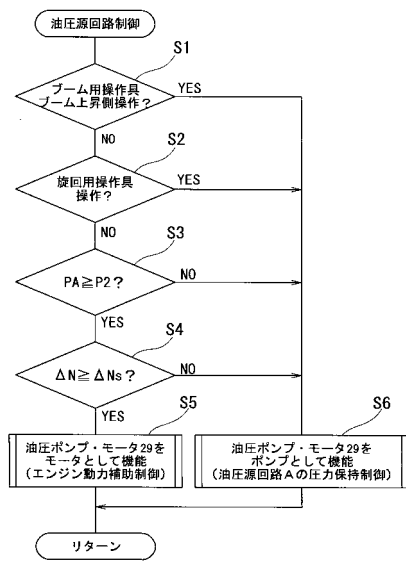 油圧源回路制御
S1
ブーム用操作具
ブーム上昇側操作？
YES
NO
S2
旋回用操作具
操作？
YES
NO
S3
PA≧P2？
NO
YES
S4
ΔN≧ΔNs？
NO
YES
S5
油圧ポンプ・モータ29を
モータとして機能
（エンジン動力補助制御）
S6
油圧ポンプ・モータ29を
ポンプとして機能
（油圧源回路Aの圧力保持制御）
リターン